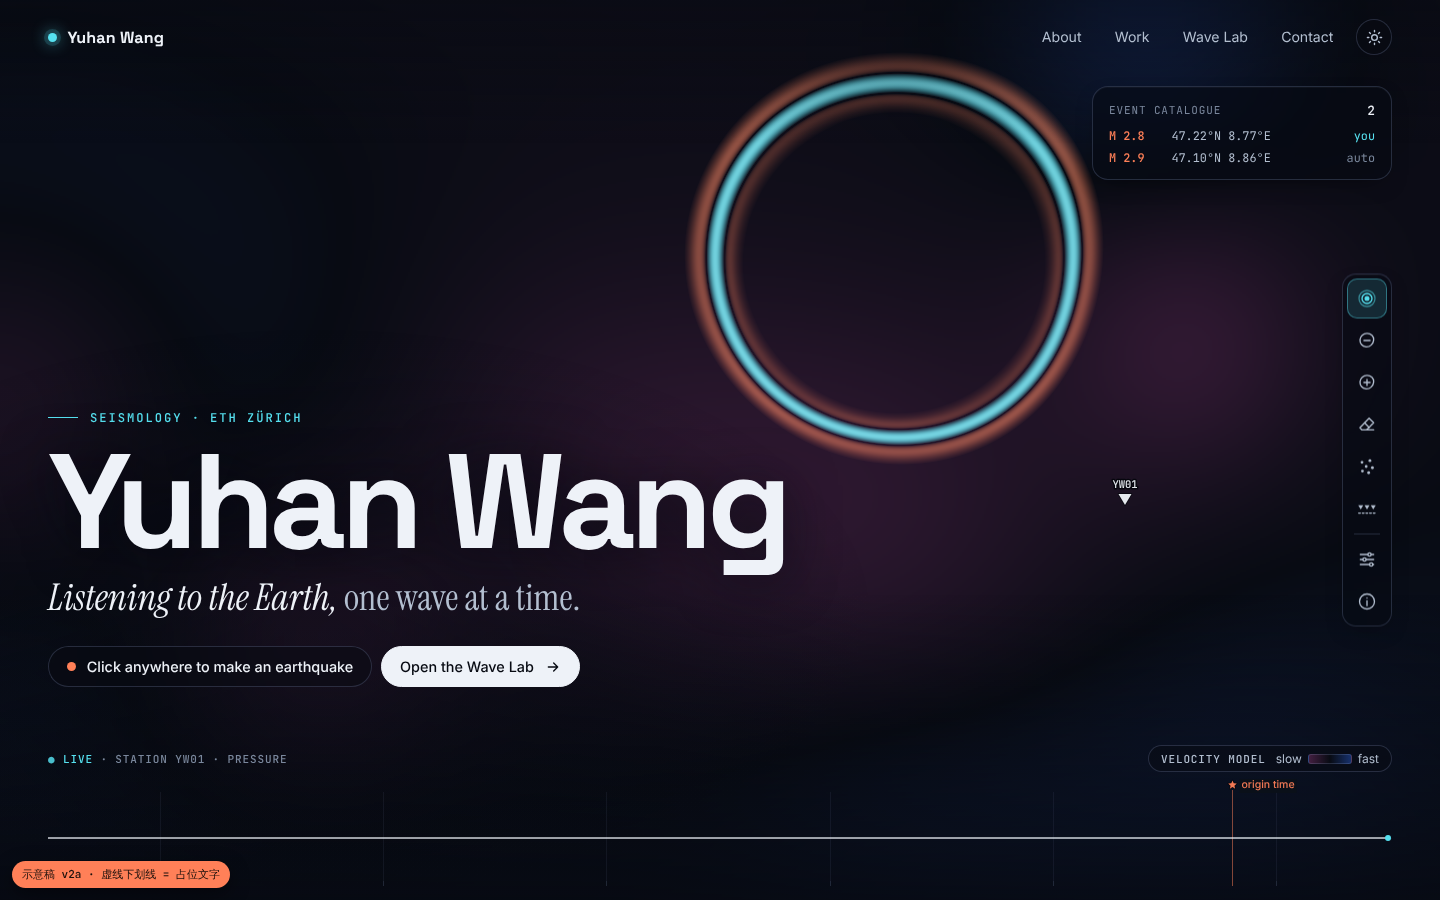 Yuhan Wang
About
Work
Wave Lab
Contact
EVENT CATALOGUE 2
M 2.8 47.22°N 8.77°E you
M 2.9 47.10°N 8.86°E auto
SEISMOLOGY · ETH ZÜRICH
Yuhan Wang
Listening to the Earth, one wave at a time.
YW01
Click anywhere to make an earthquake
Open the Wave Lab →
LIVE · STATION YW01 · PRESSURE
VELOCITY MODEL slow fast
★ origin time
示意稿 v2a · 虚线下划线 = 占位文字